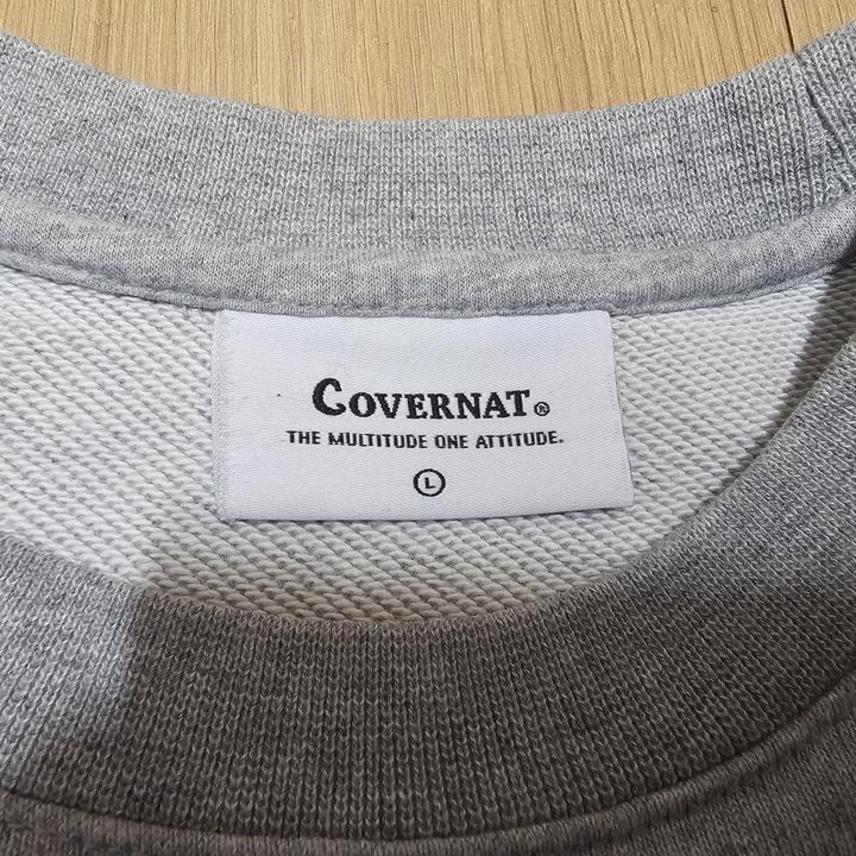 COVERNAT®
THE MULTITUDE ONE ATTITUDE.
L